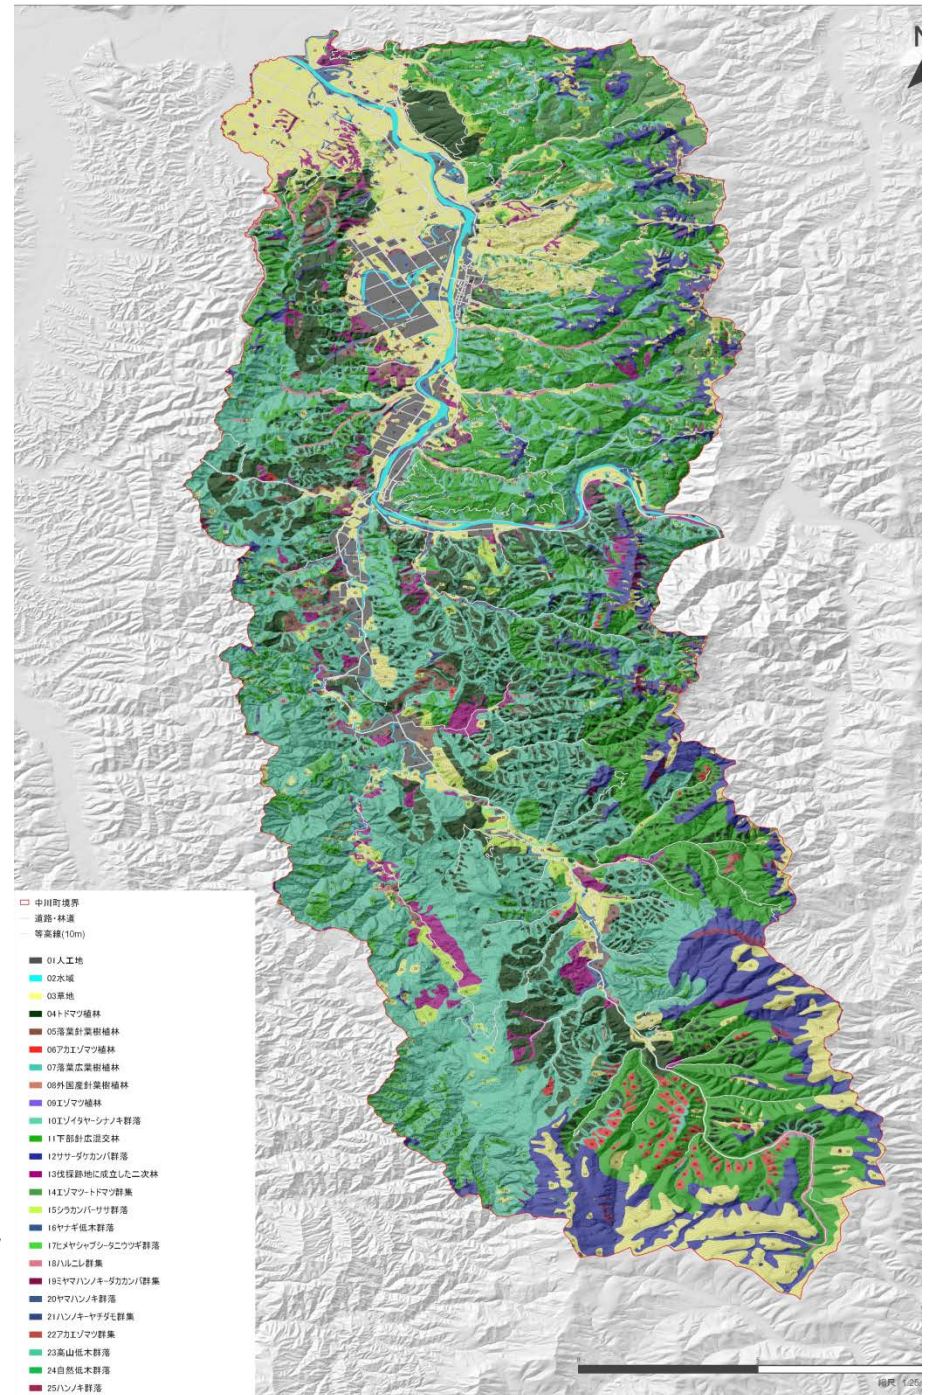 N
中川町境界
道路・林道
等高線(10m)
01人工地
02水域
03草地
04トドマツ植林
05落葉針葉樹植林
06アカエゾマツ植林
07落葉広葉樹植林
08外国産針葉樹植林
09エゾマツ植林
10エゾイタヤーシナノキ群落
11下部針広混交林
12ササーダケカンバ群落
13伐採跡地に成立した二次林
14エゾマツートドマツ群集
15シラカンバーササ群落
16ヤナギ低木群落
17ヒメヤシャブシータニウツギ群落
18ハルニレ群集
19ミヤマハンノキーダカカンバ群集
20ヤマハンノキ群落
21ハンノキーヤチダモ群集
22アカエゾマツ群集
23高山低木群落
24自然低木群落
25ハンノキ群落
縮尺 1:25